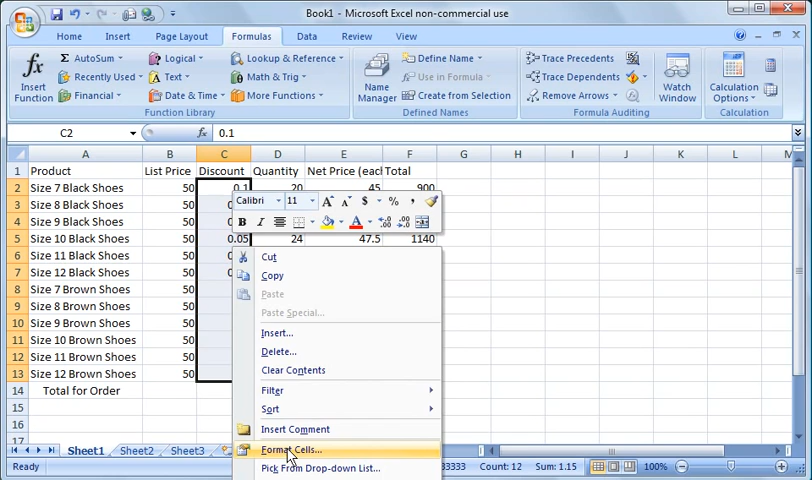 Book1 - Microsoft Excel non-commercial use
Home Insert Page Layout Formulas Data Review View
fx Insert Function
Σ AutoSum
Recently Used
Financial
Logical
Text
Date & Time
Lookup & Reference
Math & Trig
More Functions
Function Library
Name Manager
Define Name
Use in Formula
Create from Selection
Defined Names
Trace Precedents
Trace Dependents
Remove Arrows
Formula Auditing
Watch Window
Calculation Options
Calculation
C2 fx 0.1
A B C D E F G H I J K L M
1 Product List Price Discount Quantity Net Price (eac Total
2 Size 7 Black Shoes 50 0.1 20 45 900
3 Size 8 Black Shoes 50
4 Size 9 Black Shoes 50
5 Size 10 Black Shoes 50 0.05 24 47.5 1140
6 Size 11 Black Shoes 50
7 Size 12 Black Shoes 50
8 Size 7 Brown Shoes 50
9 Size 8 Brown Shoes 50
10 Size 9 Brown Shoes 50
11 Size 10 Brown Shoes 50
12 Size 11 Brown Shoes 50
13 Size 12 Brown Shoes 50
14 Total for Order
15
16
17
Calibri 11 A A $ % ,
B I A
Cut
Copy
Paste
Paste Special...
Insert...
Delete...
Clear Contents
Filter
Sort
Insert Comment
Format Cells...
Pick From Drop-down List...
Sheet1 Sheet2 Sheet3
Ready 33333 Count: 12 Sum: 1.15 100%